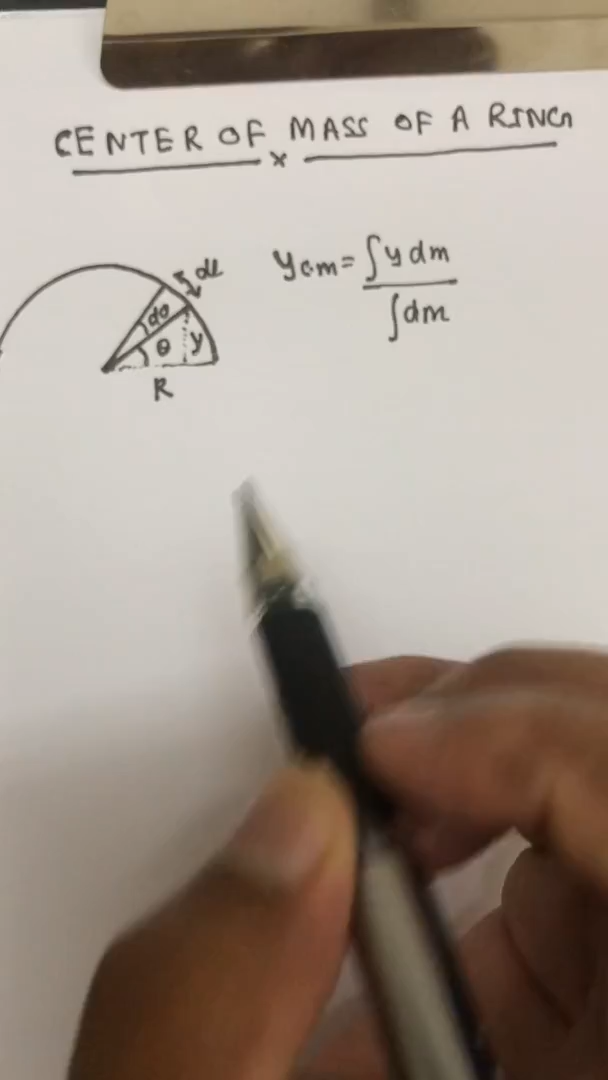 CENTER OF MASS OF A RING
x
dl
dθ
θ
y
R
ycm = ∫y dm
∫dm